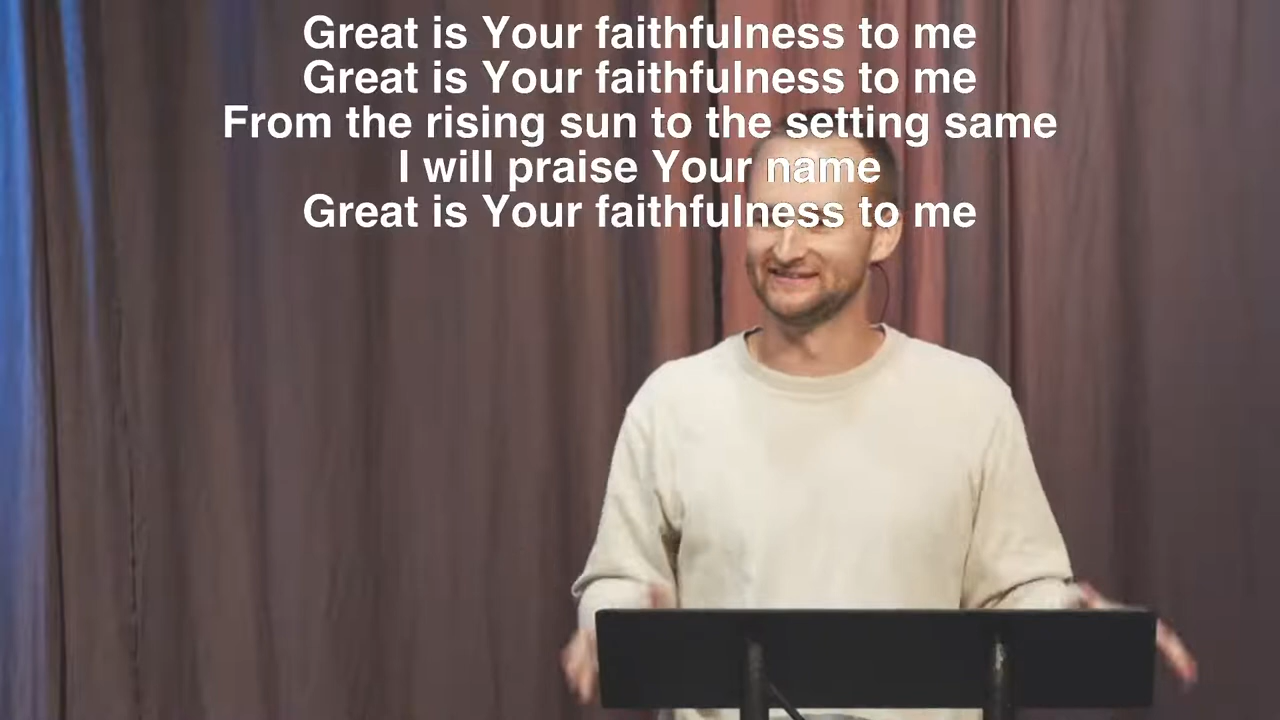 Great is Your faithfulness to me
Great is Your faithfulness to me
From the rising sun to the setting same
I will praise Your name
Great is Your faithfulness to me